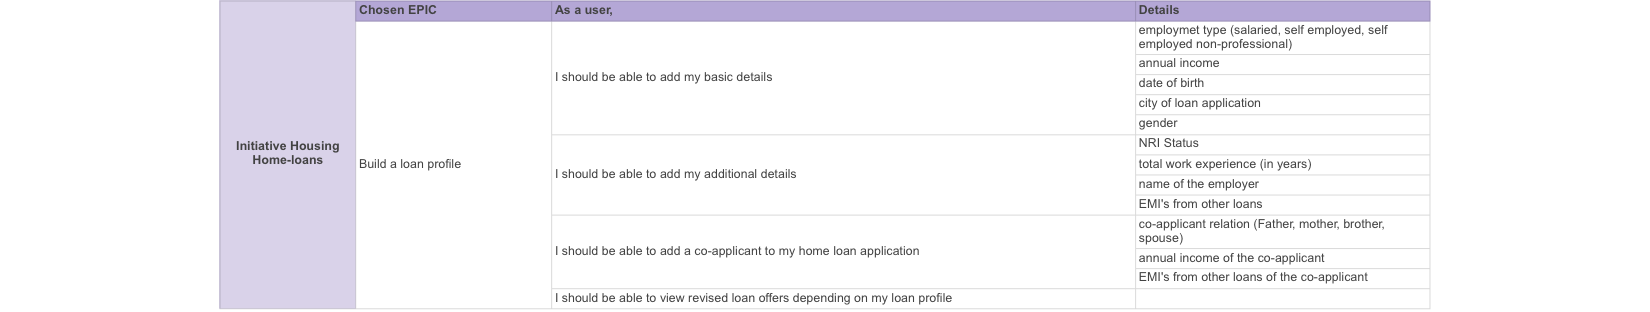 Chosen EPIC
As a user,
Details
Initiative Housing
Home-loans
Build a loan profile
I should be able to add my basic details
employmet type (salaried, self employed, self
employed non-professional)
annual income
date of birth
city of loan application
gender
I should be able to add my additional details
NRI Status
total work experience (in years)
name of the employer
EMI's from other loans
I should be able to add a co-applicant to my home loan application
co-applicant relation (Father, mother, brother,
spouse)
annual income of the co-applicant
EMI's from other loans of the co-applicant
I should be able to view revised loan offers depending on my loan profile